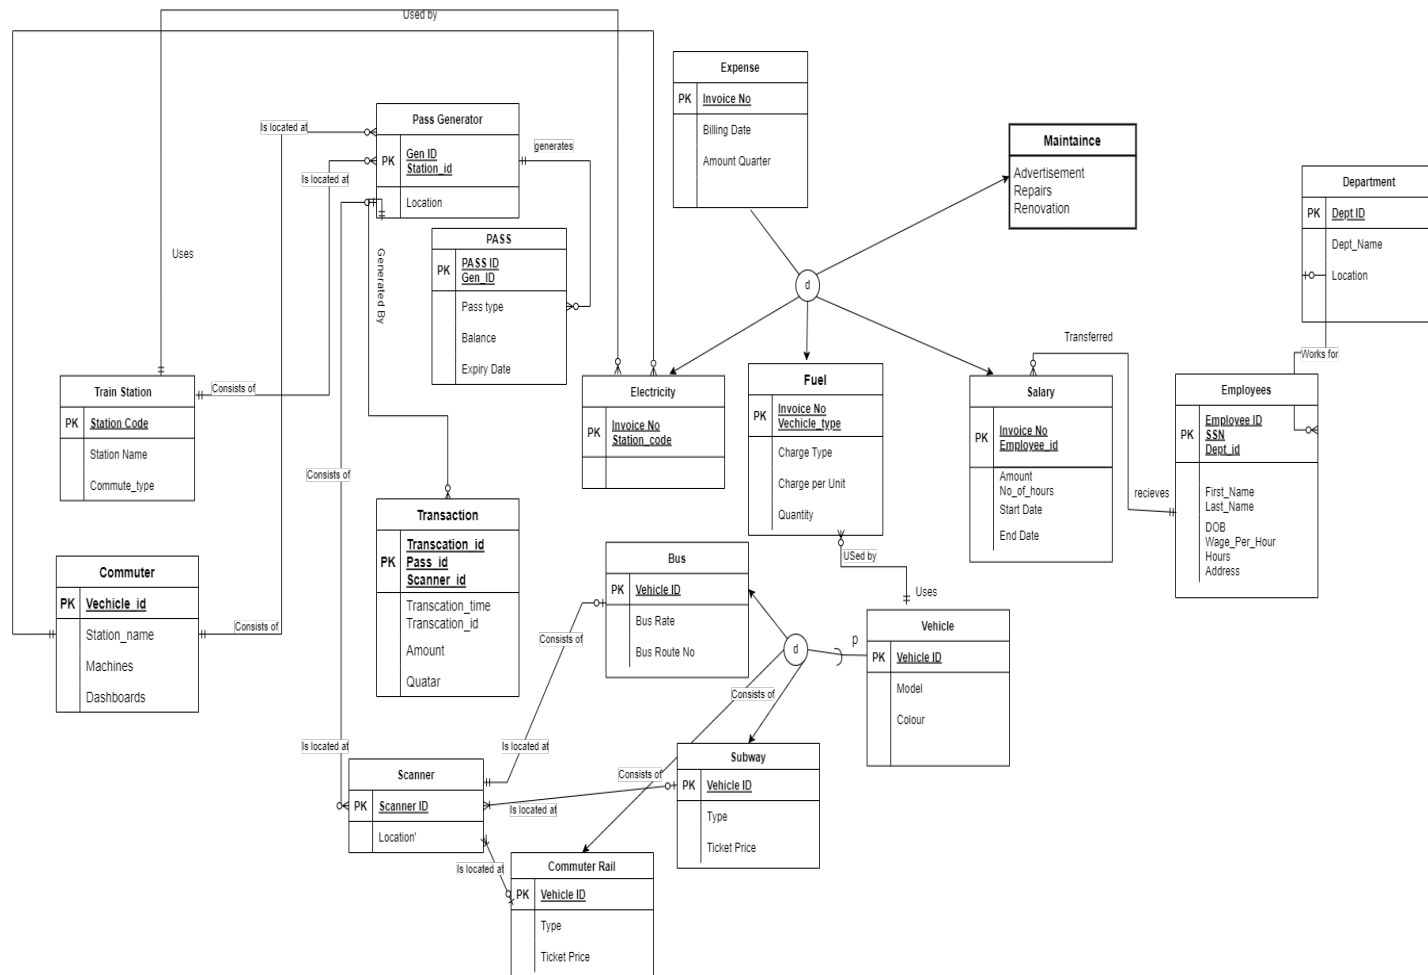 Used by
Expense
PK Invoice No
Billing Date
Amount Quarter
Pass Generator
PK Gen ID
Station_id
Location
Is located at
Is located at
generates
Maintaince
Advertisement
Repairs
Renovation
Department
PK Dept ID
Dept_Name
Location
PASS
PK PASS ID
Gen_ID
Pass type
Balance
Expiry Date
Uses
Generated By
d
Transferred
Works for
Train Station
PK Station Code
Station Name
Commute_type
Consists of
Electricity
PK Invoice No
Station_code
Fuel
PK Invoice No
Vechicle_type
Charge Type
Charge per Unit
Quantity
Salary
PK Invoice No
Employee_id
Amount
No_of_hours
Start Date
End Date
Employees
PK Employee ID
SSN
Dept_id
First_Name
Last_Name
DOB
Wage_Per_Hour
Hours
Address
recieves
Consists of
Transaction
PK Transcation_id
Pass_id
Scanner_id
Transcation_time
Transcation_id
Amount
Quatar
Commuter
PK Vechicle_id
Station_name
Machines
Dashboards
Consists of
Bus
PK Vehicle ID
Bus Rate
Bus Route No
Consists of
USed by
Uses
Vehicle
PK Vehicle ID
Model
Colour
p
d
Consists of
Is located at
Is located at
Scanner
PK Scanner ID
Location'
Consists of
Is located at
Is located at
Subway
PK Vehicle ID
Type
Ticket Price
Commuter Rail
PK Vehicle ID
Type
Ticket Price